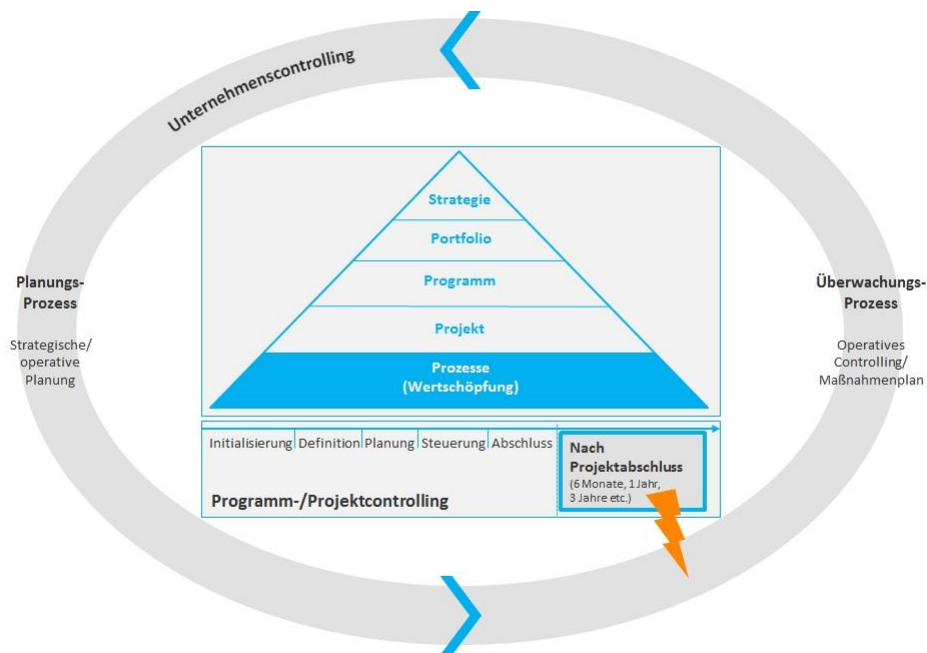 Unternehmenscontrolling
Strategie
Portfolio
Programm
Projekt
Prozesse
(Wertschöpfung)
Planungs-
Prozess
Strategische/
operative
Planung
Überwachungs-
Prozess
Operatives
Controlling/
Maßnahmenplan
Initialisierung Definition Planung Steuerung Abschluss
Nach
Projektabschluss
(6 Monate, 1 Jahr,
3 Jahre etc.)
Programm-/Projektcontrolling